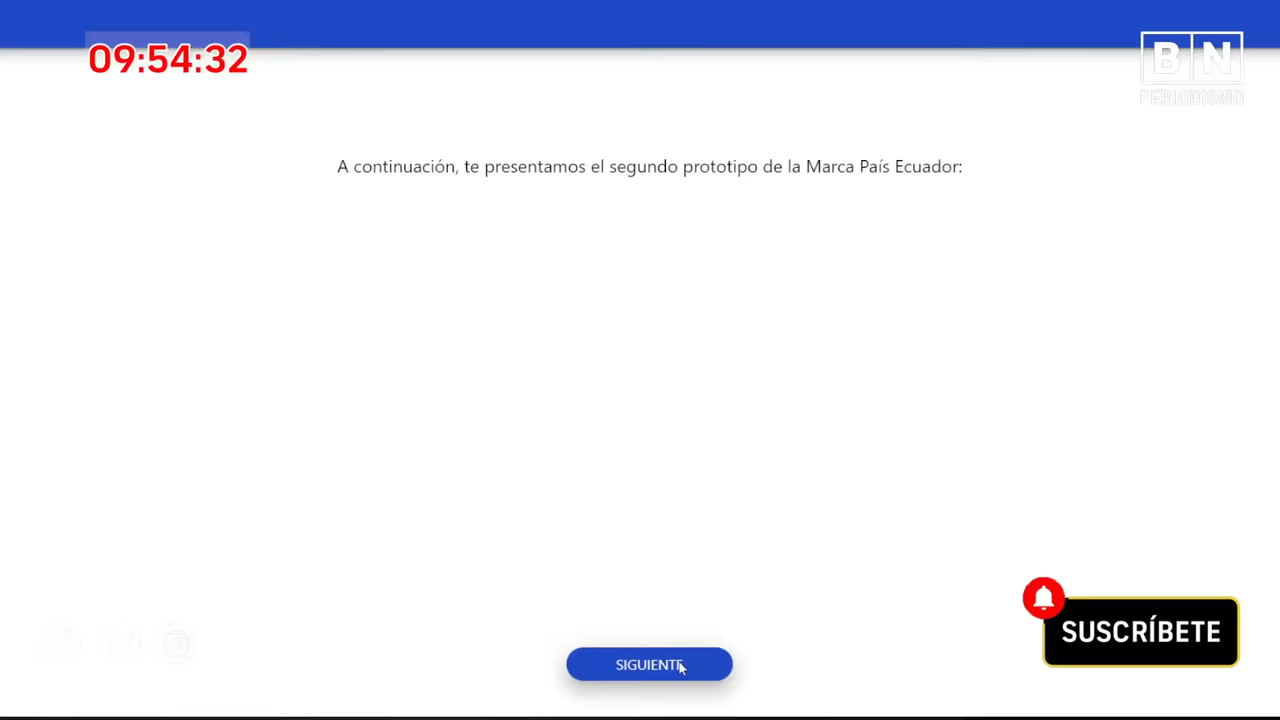 09:54:32
BN
PERIODISMO
A continuación, te presentamos el segundo prototipo de la Marca País Ecuador:
SUSCRÍBETE
SIGUIENTE